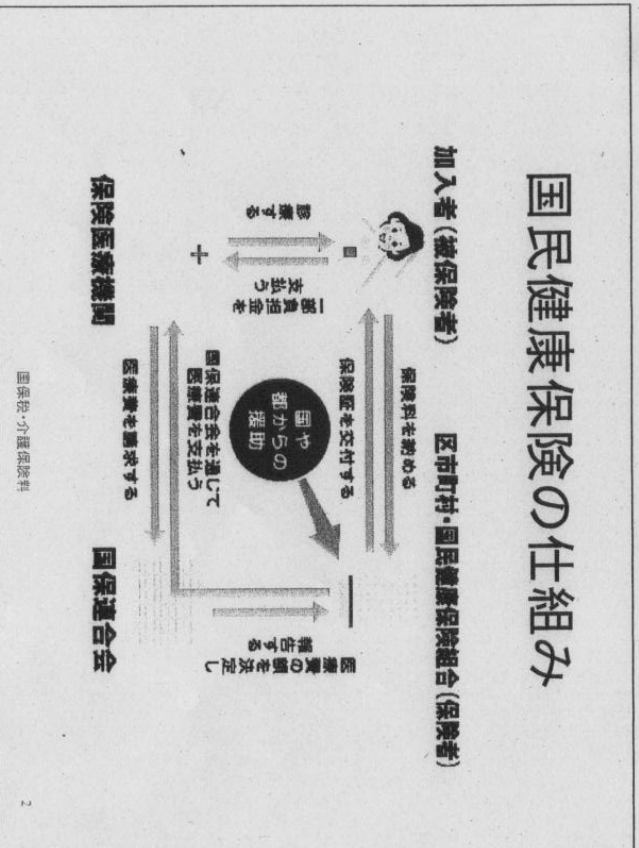 国民健康保険の仕組み
加入者(被保険者)
区市町村・国民健康保険組合(保険者)
保険料を納める
保険証を交付する
診療する
一部負担金を
支払う
国や
都からの
援助
医療費の額を決定し
報告する
国保連合会を通じて
医療費を支払う
医療費を請求する
保険医療機関
国保連合会
国保税・介護保険料
2